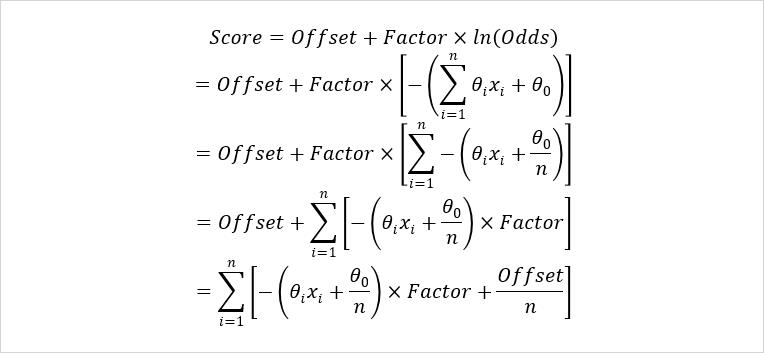 Score = Offset + Factor × ln(Odds)
= Offset + Factor × [−(∑_{i=1}^{n} θ_i x_i + θ_0)]
= Offset + Factor × [∑_{i=1}^{n} −(θ_i x_i + θ_0/n)]
= Offset + ∑_{i=1}^{n} [−(θ_i x_i + θ_0/n) × Factor]
= ∑_{i=1}^{n} [−(θ_i x_i + θ_0/n) × Factor + Offset/n]